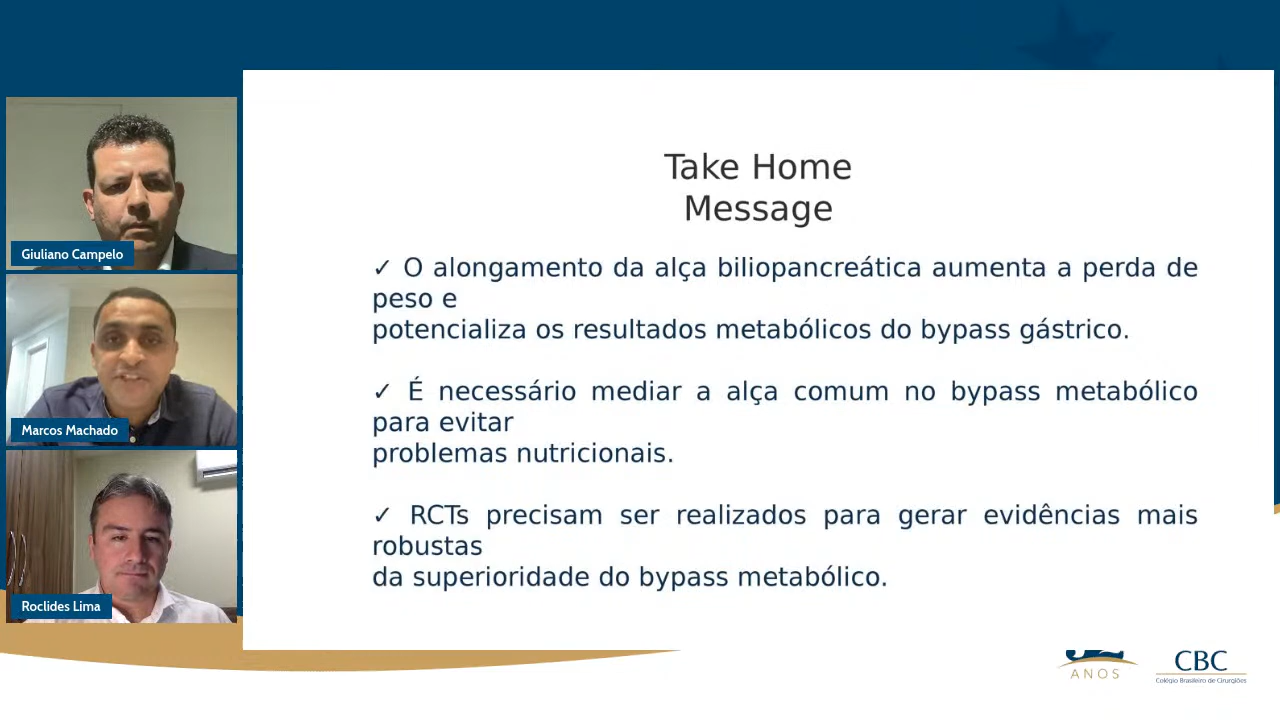 Giuliano Campelo
Marcos Machado
Roclides Lima
Take Home
Message
✓ O alongamento da alça biliopancreática aumenta a perda de
peso e
potencializa os resultados metabólicos do bypass gástrico.
✓ É necessário mediar a alça comum no bypass metabólico
para evitar
problemas nutricionais.
✓ RCTs precisam ser realizados para gerar evidências mais
robustas
da superioridade do bypass metabólico.
ANOS
CBC
Colégio Brasileiro de Cirurgiões